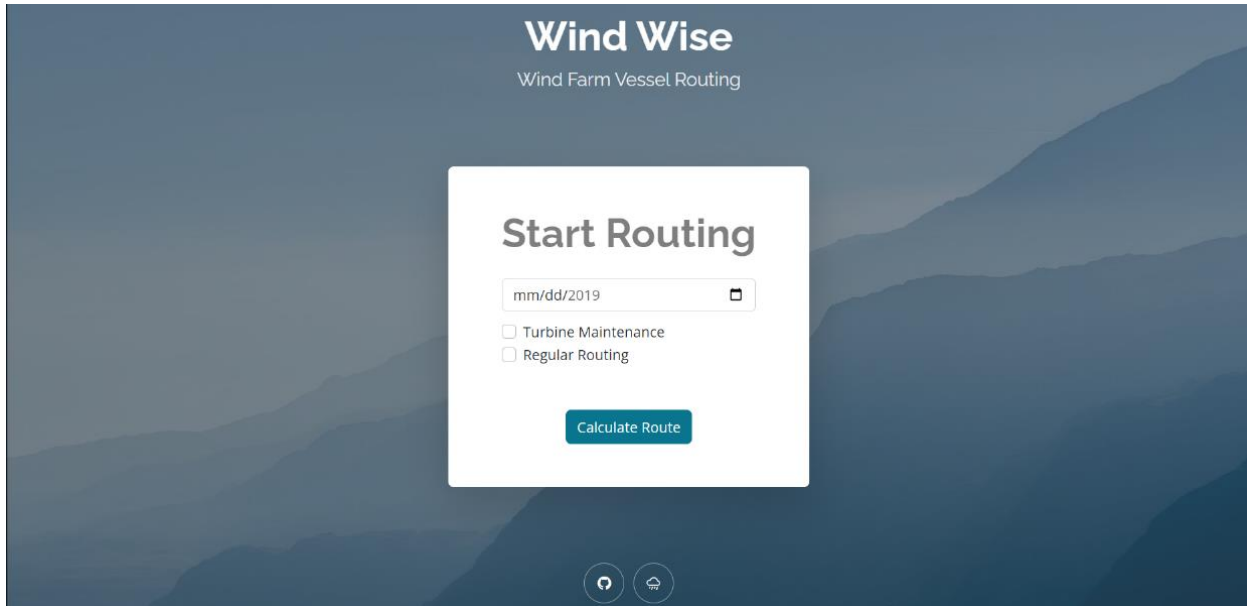 Wind Wise
Wind Farm Vessel Routing
Start Routing
mm/dd/2019
Turbine Maintenance
Regular Routing
Calculate Route